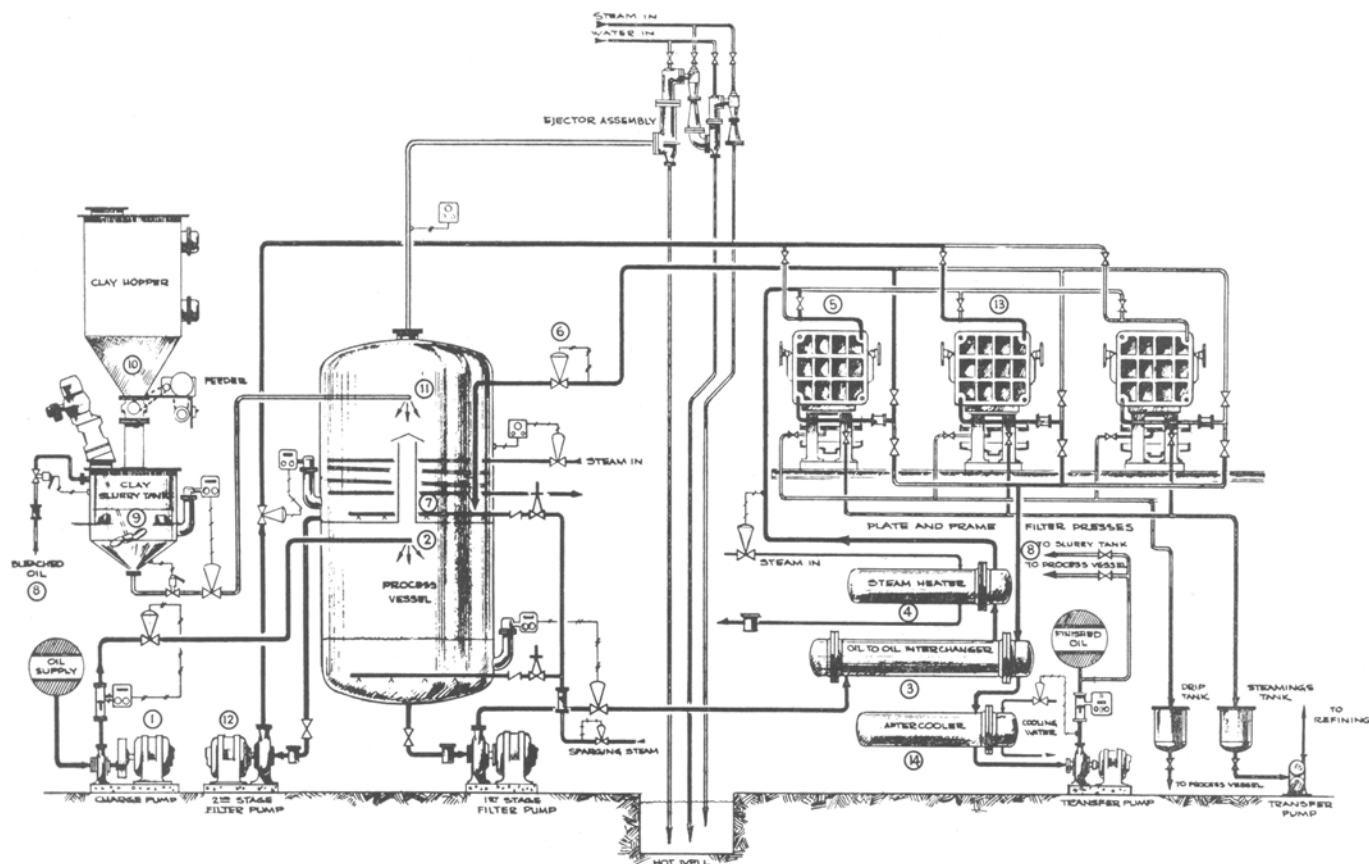 STEAM IN
WATER IN
EJECTOR ASSEMBLY
CLAY HOPPER
10
FEEDER
CLAY
SLURRY TANK
9
BLEACHED
OIL
8
OIL
SUPPLY
1
CHARGE PUMP
12
2ND STAGE
FILTER PUMP
11
6
STEAM IN
7
2
PROCESS
VESSEL
SPARGING STEAM
1ST STAGE
FILTER PUMP
HOT WELL
5
13
PLATE AND FRAME FILTER PRESSES
STEAM IN
STEAM HEATER
4
OIL TO OIL INTERCHANGER
3
AFTERCOOLER
14
COOLING
WATER
8
TO SLURRY TANK
TO PROCESS VESSEL
FINISHED
OIL
TRANSFER PUMP
DRIP
TANK
TO PROCESS VESSEL
STEAMINGS
TANK
TO
REFINING
TRANSFER
PUMP